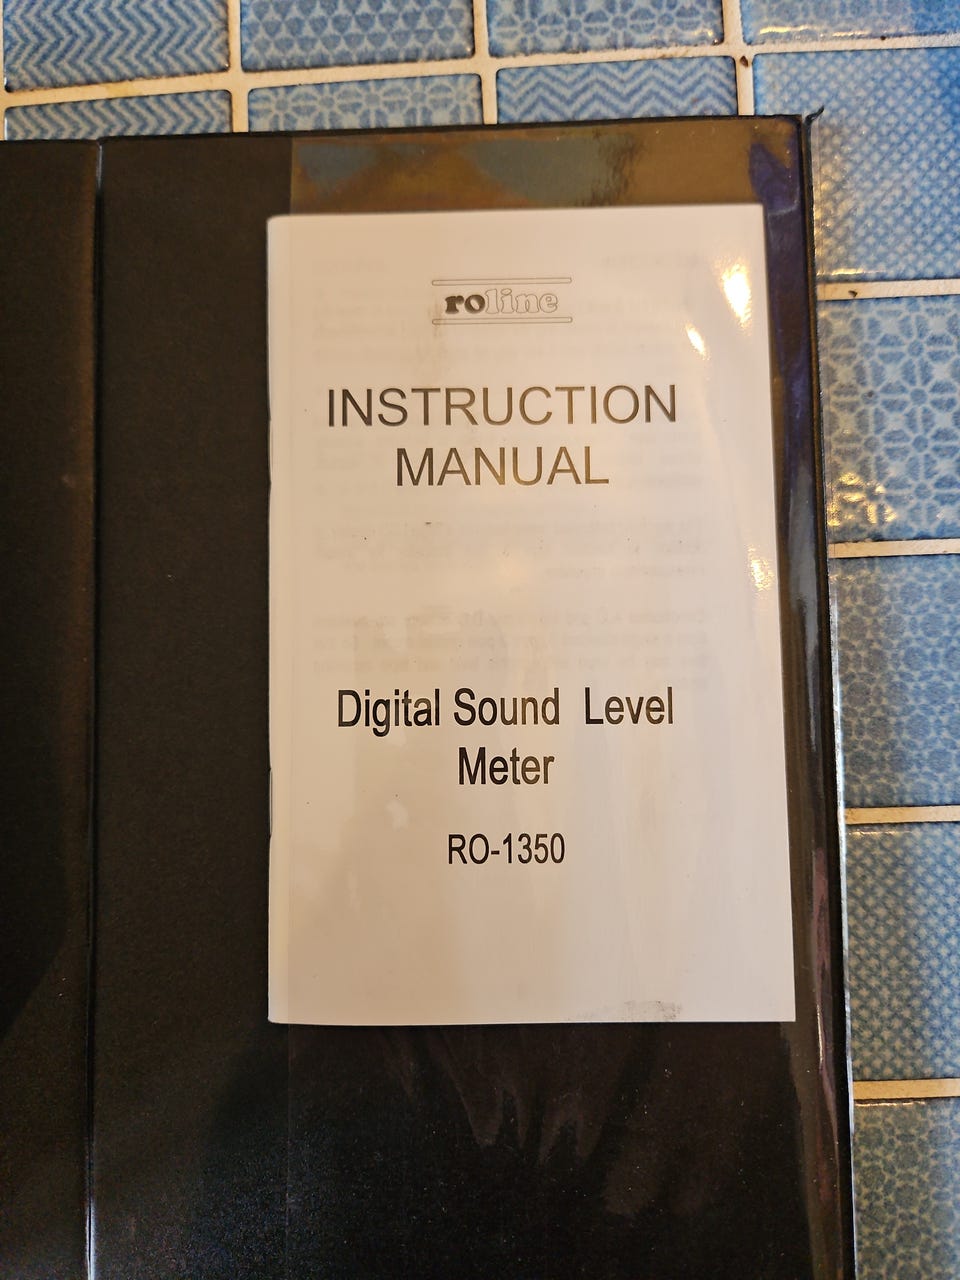 roline
INSTRUCTION
MANUAL
Digital Sound Level
Meter
RO-1350